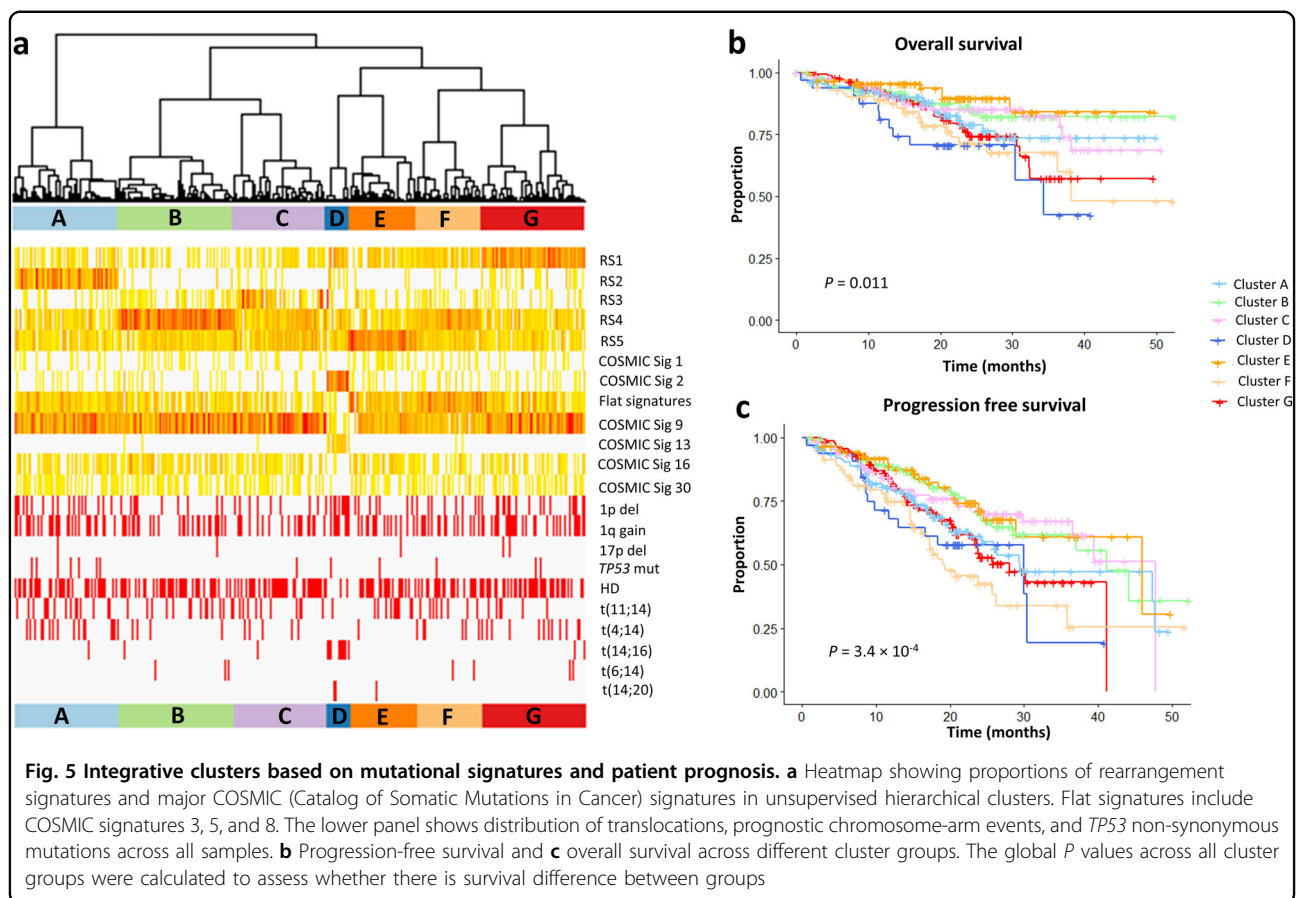 a
A B C D E F G
RS1
RS2
RS3
RS4
RS5
COSMIC Sig 1
COSMIC Sig 2
Flat signatures
COSMIC Sig 9
COSMIC Sig 13
COSMIC Sig 16
COSMIC Sig 30
1p del
1q gain
17p del
TP53 mut
HD
t(11;14)
t(4;14)
t(14;16)
t(6;14)
t(14;20)
A B C D E F G
b
Overall survival
Proportion
1.00
0.75
0.50
0.25
0.00
P = 0.011
0 10 20 30 40 50
Time (months)
Cluster A
Cluster B
Cluster C
Cluster D
Cluster E
Cluster F
Cluster G
c
Progression free survival
Proportion
1.00
0.75
0.50
0.25
0.00
P = 3.4 × 10⁻⁴
0 10 20 30 40 50
Time (months)
Fig. 5 Integrative clusters based on mutational signatures and patient prognosis. a Heatmap showing proportions of rearrangement
signatures and major COSMIC (Catalog of Somatic Mutations in Cancer) signatures in unsupervised hierarchical clusters. Flat signatures include
COSMIC signatures 3, 5, and 8. The lower panel shows distribution of translocations, prognostic chromosome-arm events, and TP53 non-synonymous
mutations across all samples. b Progression-free survival and c overall survival across different cluster groups. The global P values across all cluster
groups were calculated to assess whether there is survival difference between groups